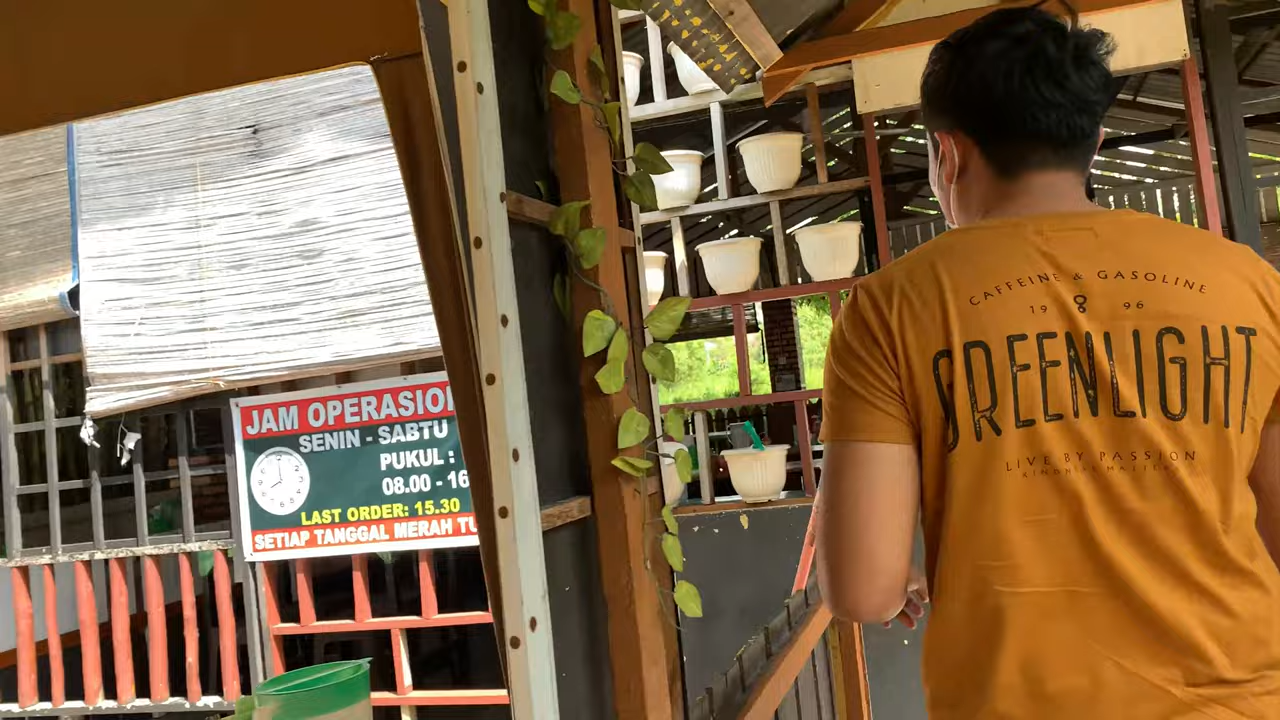 JAM OPERASION
SENIN - SABTU
PUKUL :
08.00 - 16
LAST ORDER: 15.30
SETIAP TANGGAL MERAH TU
CAFFEINE & GASOLINE
19 96
GREENLIGHT
LIVE BY PASSION